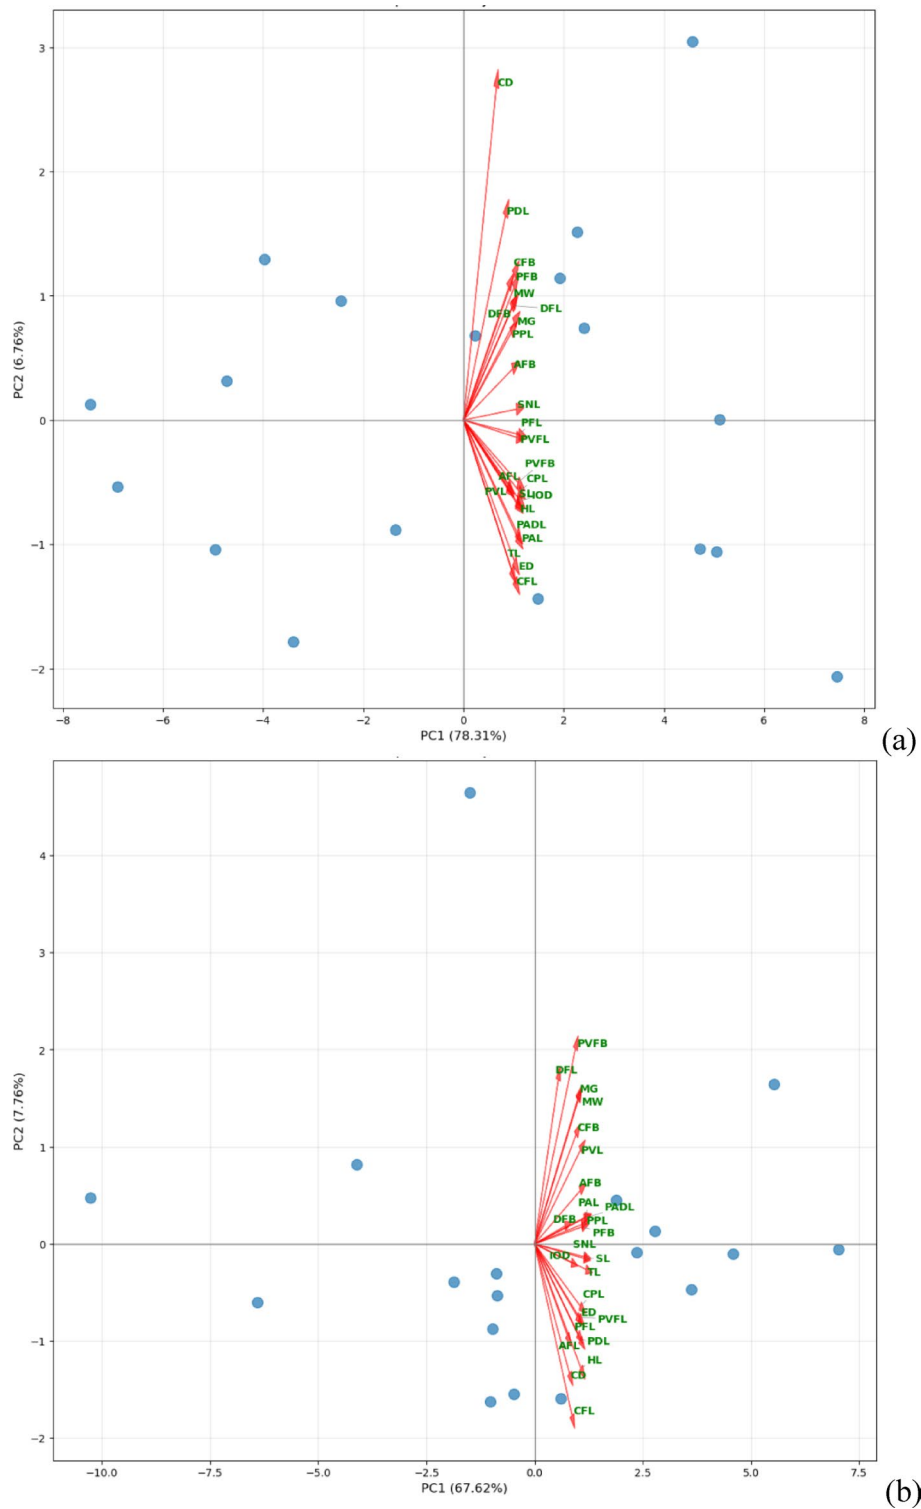 3
CD
2
PDL
CFB
PFB
MW
1
DFL
DFB
MG
PPL
AFB
SNL
0
PFL
PVFL
PVFB
AFL
CPL
PVL
SL
IOD
HL
PADL
−1
PAL
TL
ED
CFL
−2
−8 −6 −4 −2 0 2 4 6 8
PC2 (6.76%)
PC1 (78.31%)
(a)
4
3
2
PVFB
DFL
MG
MW
CFB
1
PVL
AFB
PAL
PADL
DFB
PPL
PFB
0
SNL
IOD
SL
TL
CPL
ED
PVFL
PFL
−1
AFL
PDL
HL
CD
CFL
−2
−10.0 −7.5 −5.0 −2.5 0.0 2.5 5.0 7.5
PC2 (7.76%)
PC1 (67.62%)
(b)